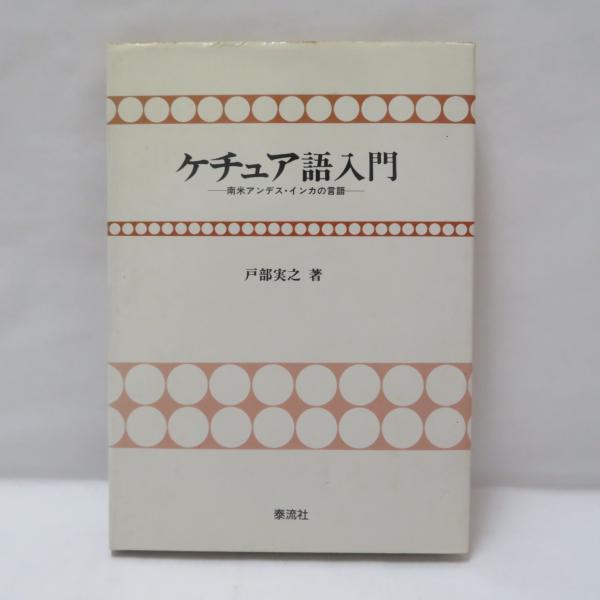 ケチュア語入門
―南米アンデス・インカの言語―
戸部実之 著
泰流社